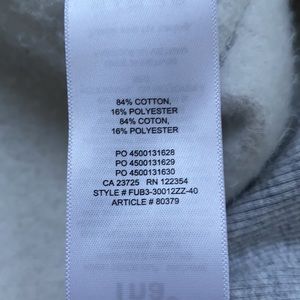 84% COTTON,
16% POLYESTER
84% COTON,
16% POLYESTER
PO 4500131628
PO 4500131629
PO 4500131630
CA 23725 RN 122354
STYLE # FUB3-30012ZZ-40
ARTICLE # 80379